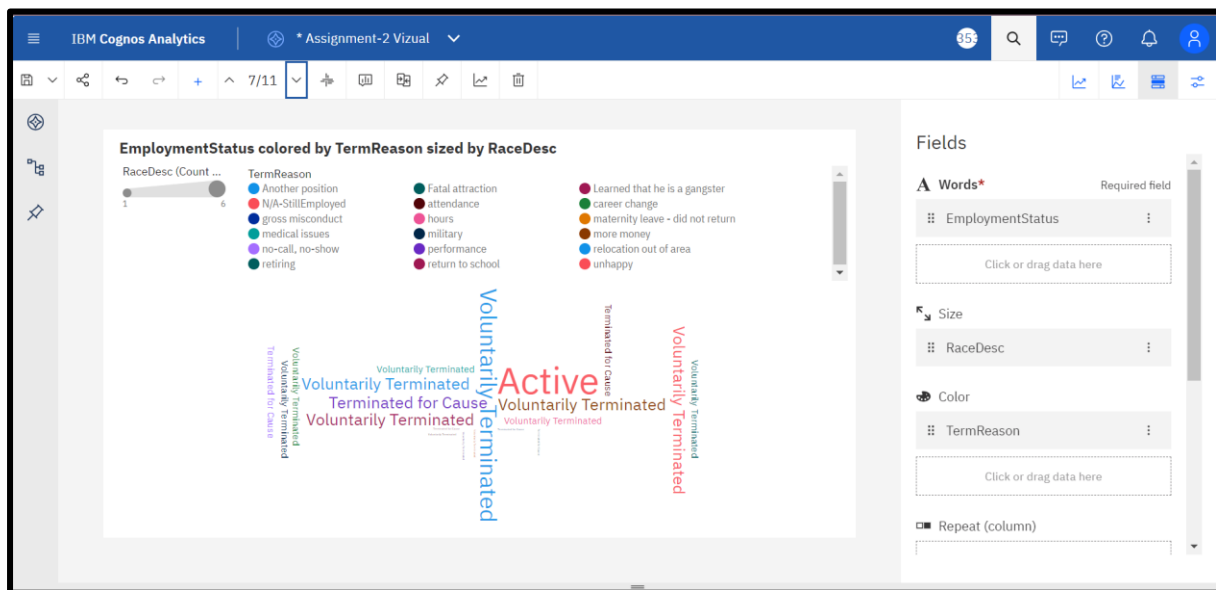 IBM Cognos Analytics
* Assignment-2 Vizual
7/11
EmploymentStatus colored by TermReason sized by RaceDesc
RaceDesc (Count ...
1 6
TermReason
Another position
Fatal attraction
Learned that he is a gangster
N/A-StillEmployed
attendance
career change
gross misconduct
hours
maternity leave - did not return
medical issues
military
more money
no-call, no-show
performance
relocation out of area
retiring
return to school
unhappy
Voluntarily Terminated
Terminated for Cause
Voluntarily Terminated
Terminated for Cause
Voluntarily Terminated
Voluntarily Terminated
Voluntarily Terminated
Voluntarily Terminated
Voluntarily Terminated
Active
Voluntarily Terminated
Terminated for Cause
Voluntarily Terminated
Voluntarily Terminated
Voluntarily Terminated
Fields
Words*
Required field
EmploymentStatus
Click or drag data here
Size
RaceDesc
Color
TermReason
Click or drag data here
Repeat (column)